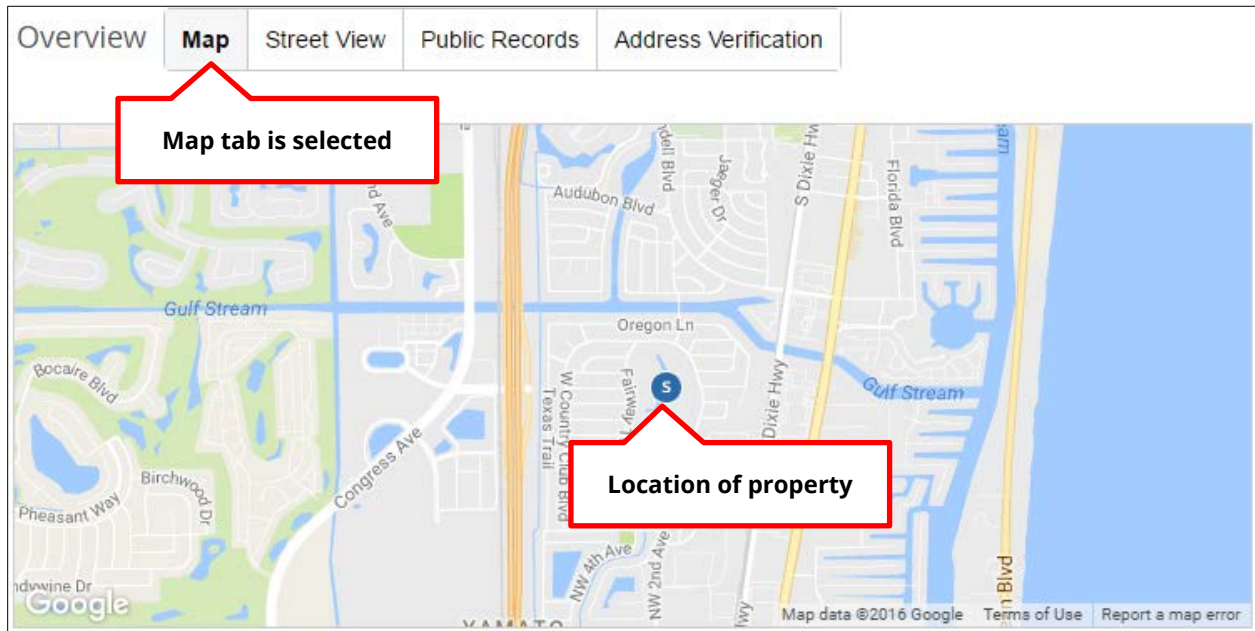 Overview Map Street View Public Records Address Verification
Map tab is selected
Audubon Blvd
Jaeger Dr
S Dixie Hwy
Florida Blvd
Gulf Stream
Oregon Ln
Bocaire Blvd
S
Gulf Stream
Fairway
W Country Club Blvd
Texas Trail
Dixie Hwy
Congress Ave
Location of property
Birchwood Dr
Pheasant Way
NW 4th Ave
NW 2nd Ave
Blvd
Dr
Google
YAMATO
Map data ©2016 Google Terms of Use Report a map error